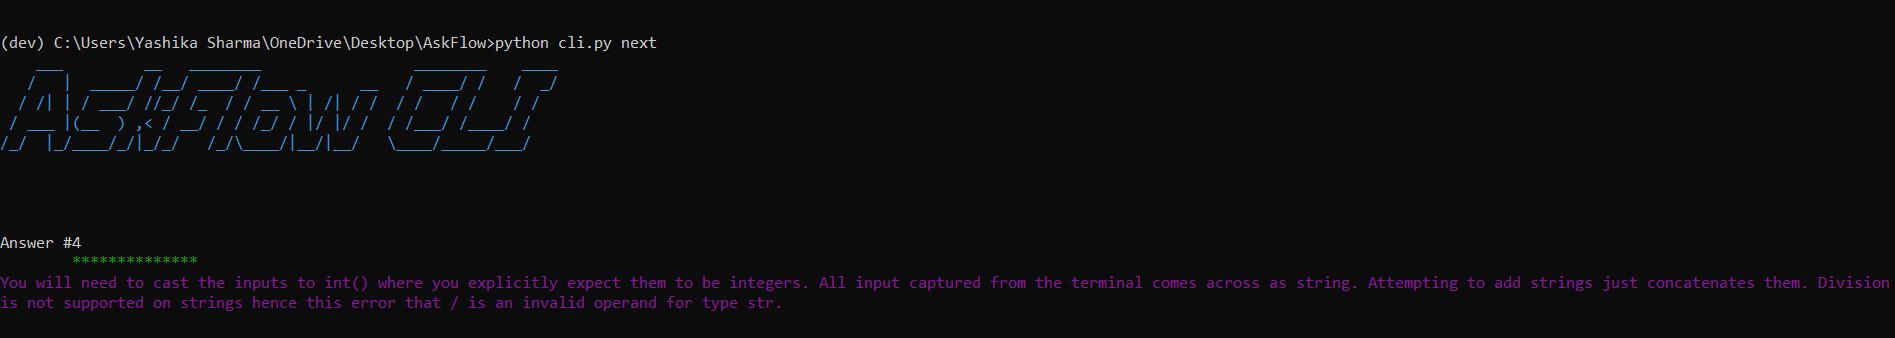 (dev) C:\Users\Yashika Sharma\OneDrive\Desktop\AskFlow>python cli.py next
AskFlow CLI
Answer #4
**************
You will need to cast the inputs to int() where you explicitly expect them to be integers. All input captured from the terminal comes across as string. Attempting to add strings just concatenates them. Division
is not supported on strings hence this error that / is an invalid operand for type str.